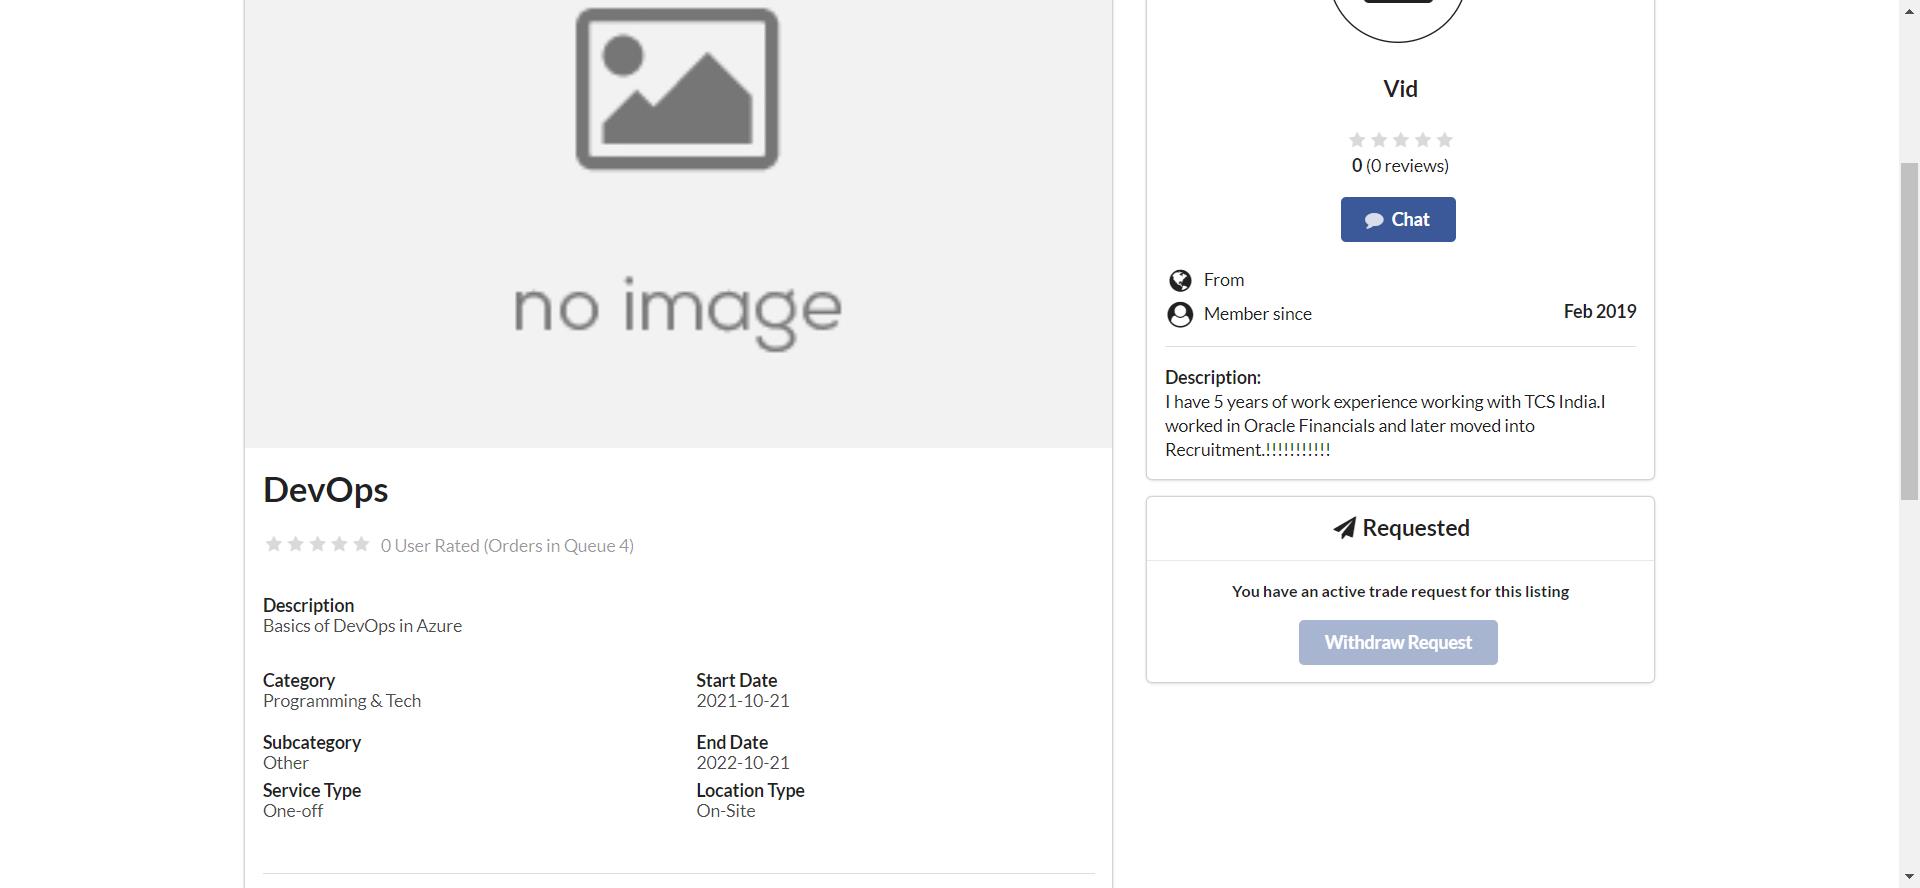 no image
DevOps
0 User Rated (Orders in Queue 4)
Description
Basics of DevOps in Azure
Category
Programming & Tech
Start Date
2021-10-21
Subcategory
Other
End Date
2022-10-21
Service Type
One-off
Location Type
On-Site
Vid
0 (0 reviews)
Chat
From
Member since
Feb 2019
Description:
I have 5 years of work experience working with TCS India.I
worked in Oracle Financials and later moved into
Recruitment.!!!!!!!!!!!
Requested
You have an active trade request for this listing
Withdraw Request